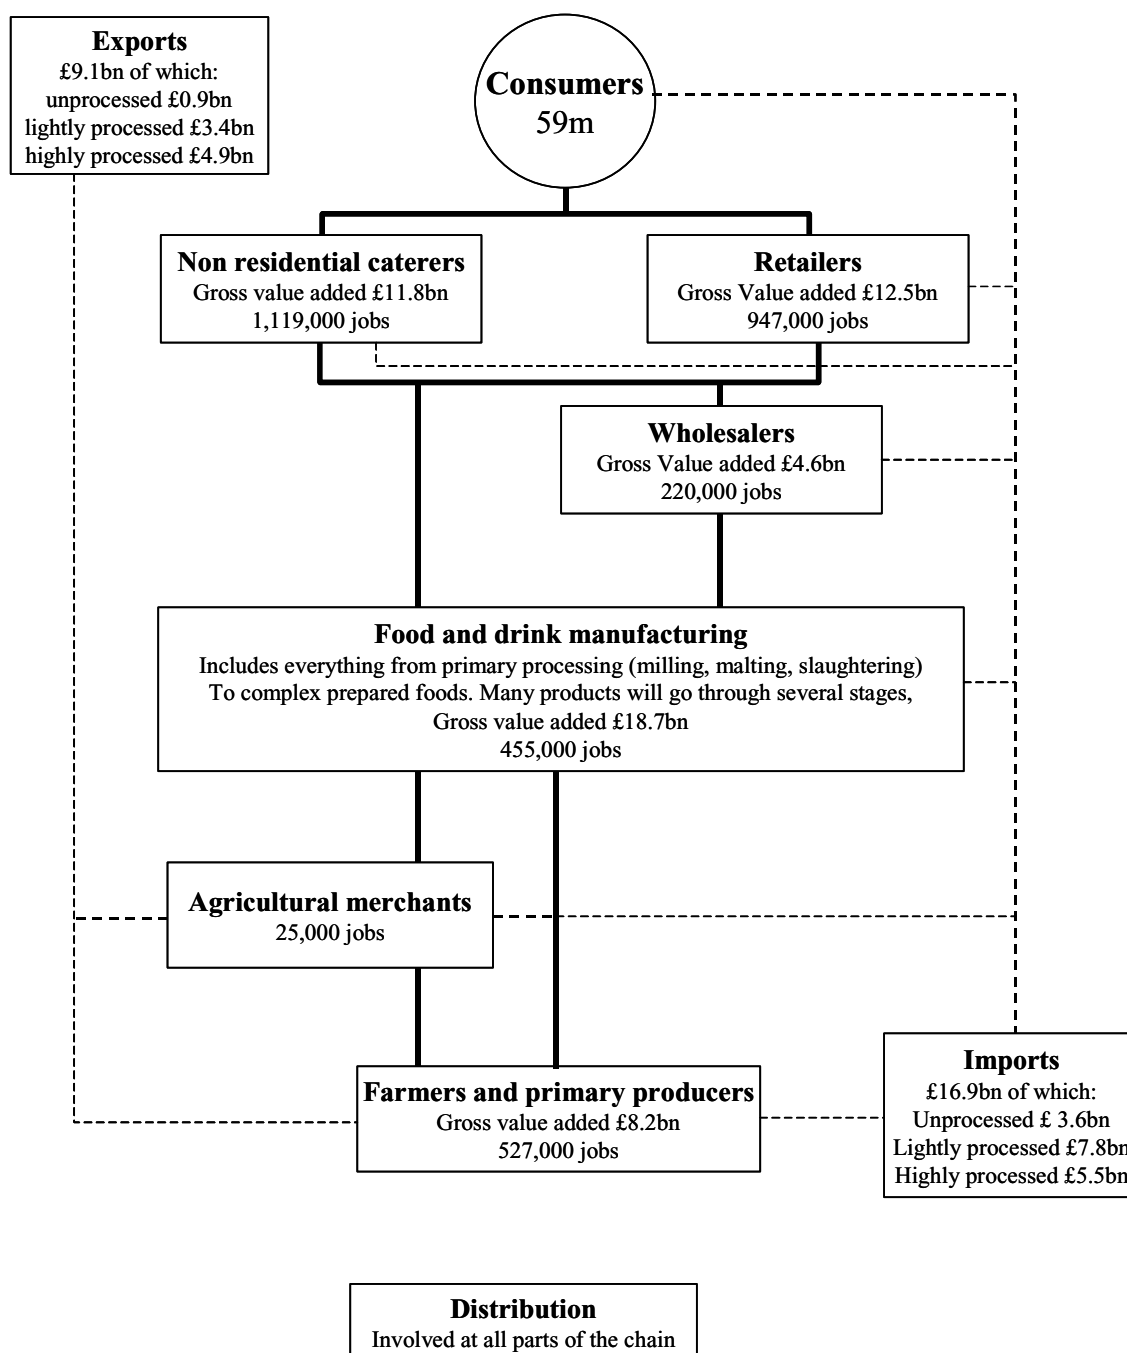 Exports
£9.1bn of which:
unprocessed £0.9bn
lightly processed £3.4bn
highly processed £4.9bn
Consumers
59m
Non residential caterers
Gross value added £11.8bn
1,119,000 jobs
Retailers
Gross Value added £12.5bn
947,000 jobs
Wholesalers
Gross Value added £4.6bn
220,000 jobs
Food and drink manufacturing
Includes everything from primary processing (milling, malting, slaughtering)
To complex prepared foods. Many products will go through several stages,
Gross value added £18.7bn
455,000 jobs
Agricultural merchants
25,000 jobs
Farmers and primary producers
Gross value added £8.2bn
527,000 jobs
Imports
£16.9bn of which:
Unprocessed £ 3.6bn
Lightly processed £7.8bn
Highly processed £5.5bn
Distribution
Involved at all parts of the chain